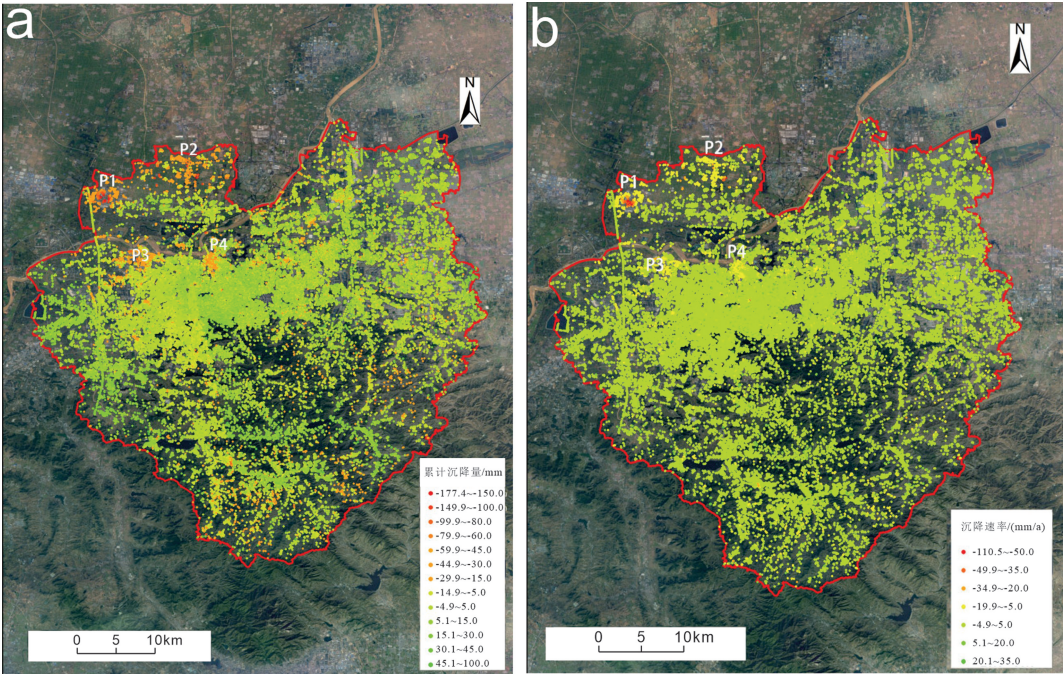 a
N
P2
P1
P3
P4
累计沉降量/mm
-177.4~-150.0
-149.9~-100.0
-99.9~-80.0
-79.9~-60.0
-59.9~-45.0
-44.9~-30.0
-29.9~-15.0
-14.9~-5.0
-4.9~5.0
5.1~15.0
15.1~30.0
30.1~45.0
45.1~100.0
0 5 10km
b
N
P2
P1
P3
P4
沉降速率/(mm/a)
-110.5~-50.0
-49.9~-35.0
-34.9~-20.0
-19.9~-5.0
-4.9~5.0
5.1~20.0
20.1~35.0
0 5 10km